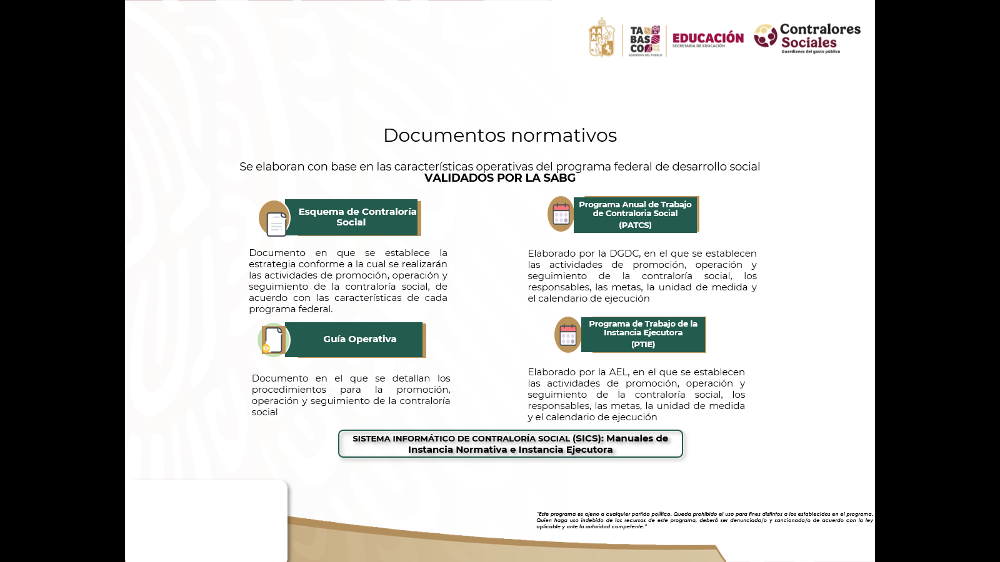 TA
BAS
CO
GOBIERNO DEL PUEBLO
EDUCACIÓN
SECRETARÍA DE EDUCACIÓN
Contralores
Sociales
Guardianes del gasto público
Documentos normativos
Se elaboran con base en las características operativas del programa federal de desarrollo social
VALIDADOS POR LA SABG
Esquema de Contraloría
Social
Documento en que se establece la
estrategia conforme a la cual se realizarán
las actividades de promoción, operación y
seguimiento de la contraloría social, de
acuerdo con las características de cada
programa federal.
Guía Operativa
Documento en el que se detallan los
procedimientos para la promoción,
operación y seguimiento de la contraloría
social
Programa Anual de Trabajo
de Contraloria Social
(PATCS)
Elaborado por la DGDC, en el que se establecen
las actividades de promoción, operación y
seguimiento de la contraloría social, los
responsables, las metas, la unidad de medida y
el calendario de ejecución
Programa de Trabajo de la
Instancia Ejecutora
(PTIE)
Elaborado por la AEL, en el que se establecen
las actividades de promoción, operación y
seguimiento de la contraloría social, los
responsables, las metas, la unidad de medida
y el calendario de ejecución
SISTEMA INFORMÁTICO DE CONTRALORÍA SOCIAL (SICS): Manuales de
Instancia Normativa e Instancia Ejecutora
"Este programa es ajeno a cualquier partido político. Queda prohibido el uso para fines distintos a los establecidos en el programa.
Quien haga uso indebido de los recursos de este programa, deberá ser denunciada/o y sancionada/o de acuerdo con la ley
aplicable y ante la autoridad competente."